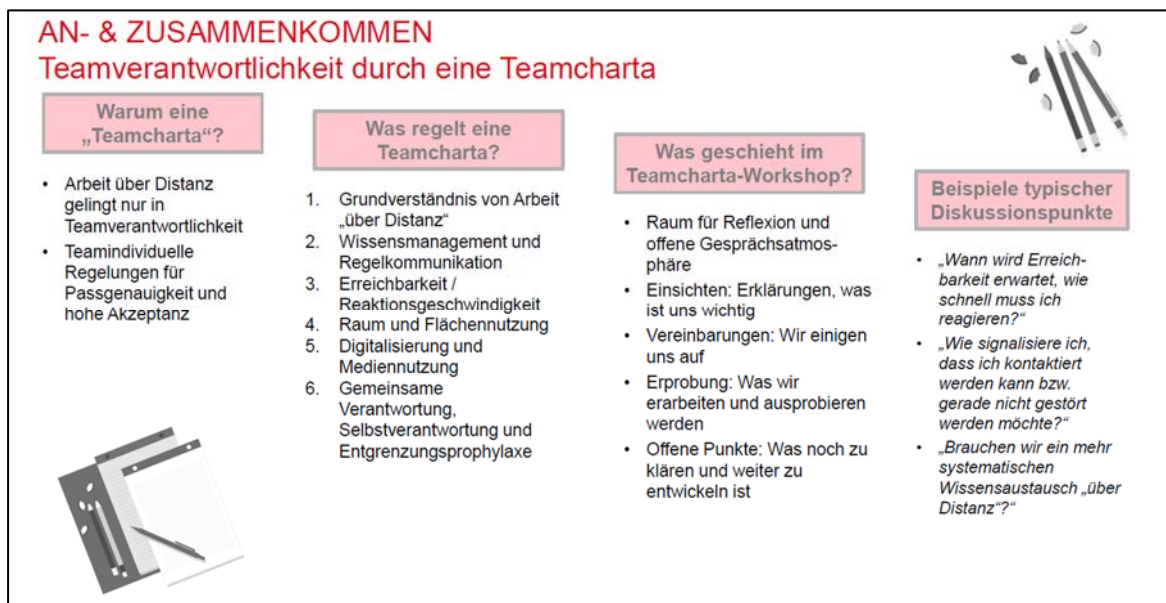 AN- & ZUSAMMENKOMMEN
Teamverantwortlichkeit durch eine Teamcharta
Warum eine
„Teamcharta“?
• Arbeit über Distanz
gelingt nur in
Teamverantwortlichkeit
• Teamindividuelle
Regelungen für
Passgenauigkeit und
hohe Akzeptanz
Was regelt eine
Teamcharta?
1. Grundverständnis von Arbeit
„über Distanz“
2. Wissensmanagement und
Regelkommunikation
3. Erreichbarkeit /
Reaktionsgeschwindigkeit
4. Raum und Flächennutzung
5. Digitalisierung und
Mediennutzung
6. Gemeinsame
Verantwortung,
Selbstverantwortung und
Entgrenzungsprophylaxe
Was geschieht im
Teamcharta-Workshop?
• Raum für Reflexion und
offene Gesprächsatmos-
phäre
• Einsichten: Erklärungen, was
ist uns wichtig
• Vereinbarungen: Wir einigen
uns auf
• Erprobung: Was wir
erarbeiten und ausprobieren
werden
• Offene Punkte: Was noch zu
klären und weiter zu
entwickeln ist
Beispiele typischer
Diskussionspunkte
• „Wann wird Erreich-
barkeit erwartet, wie
schnell muss ich
reagieren?“
• „Wie signalisiere ich,
dass ich kontaktiert
werden kann bzw.
gerade nicht gestört
werden möchte?“
• „Brauchen wir ein mehr
systematischen
Wissensaustausch „über
Distanz“?“